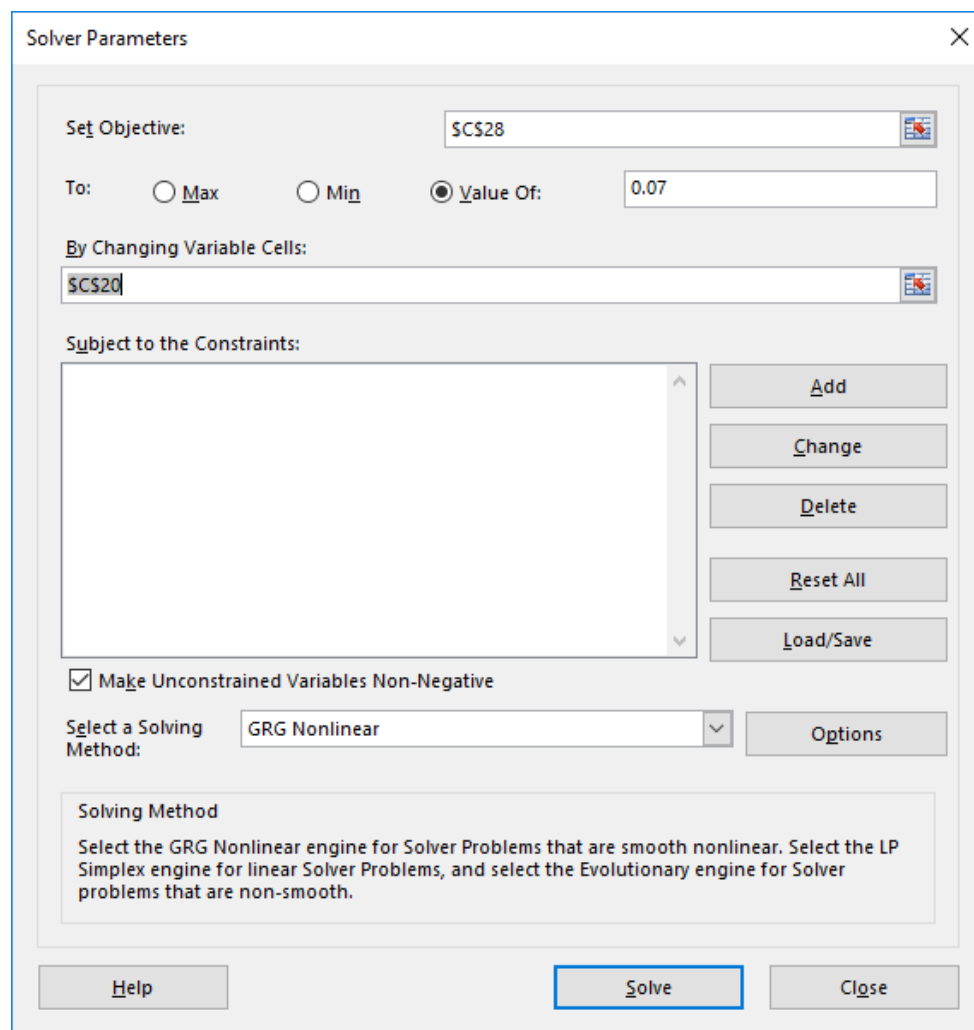 Solver Parameters
Set Objective:
$C$28
To:
Max
Min
Value Of:
0.07
By Changing Variable Cells:
$C$20
Subject to the Constraints:
Add
Change
Delete
Reset All
Load/Save
Make Unconstrained Variables Non-Negative
Select a Solving
Method:
GRG Nonlinear
Options
Solving Method
Select the GRG Nonlinear engine for Solver Problems that are smooth nonlinear. Select the LP
Simplex engine for linear Solver Problems, and select the Evolutionary engine for Solver
problems that are non-smooth.
Help
Solve
Close